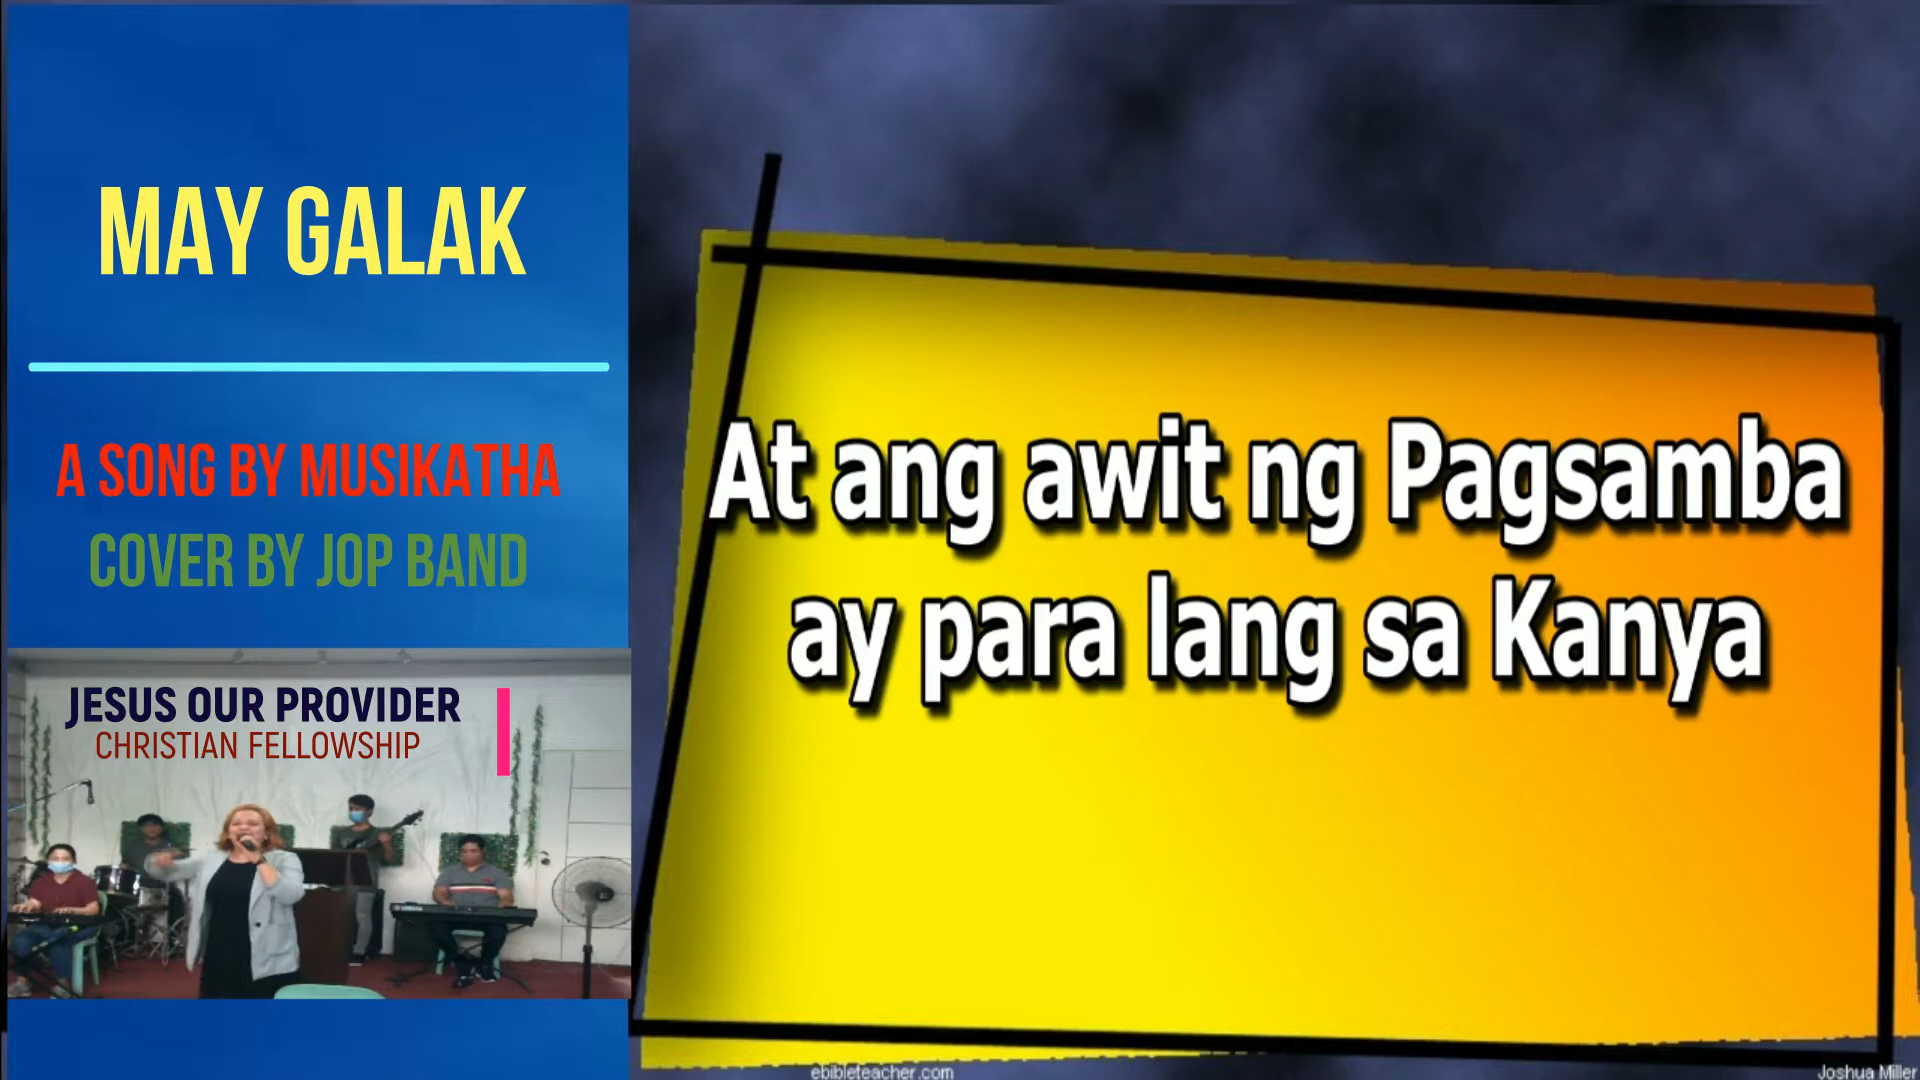 MAY GALAK
A SONG BY MUSIKATHA
COVER BY JOP BAND
JESUS OUR PROVIDER
CHRISTIAN FELLOWSHIP
At ang awit ng Pagsamba
ay para lang sa Kanya
ebibleteacher.com
Joshua Miller